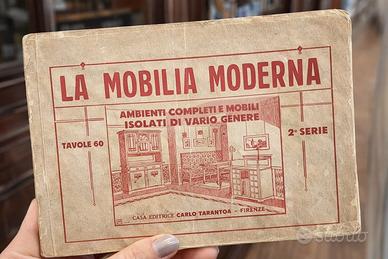 LA MOBILIA MODERNA
AMBIENTI COMPLETI E MOBILI
ISOLATI DI VARIO GENERE
TAVOLE 60
2ª SERIE
CASA EDITRICE CARLO TARANTOA - FIRENZE
subito